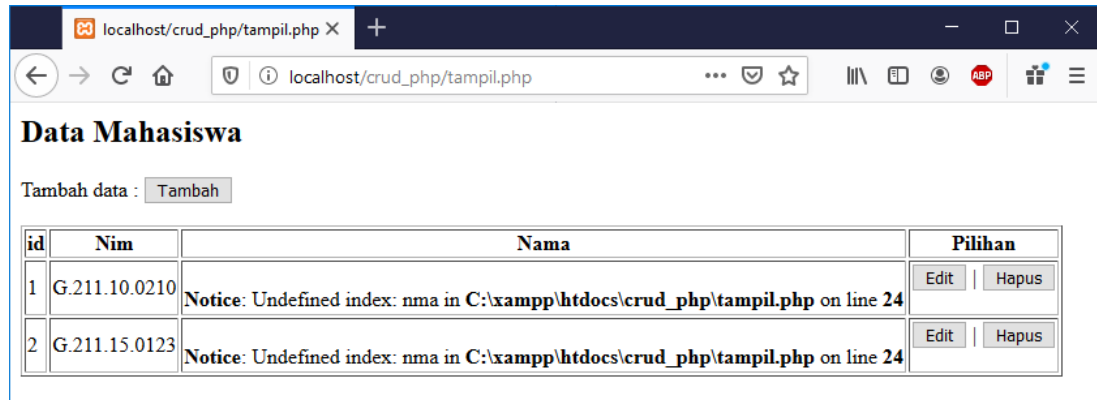 localhost/crud_php/tampil.php
localhost/crud_php/tampil.php
ABP
Data Mahasiswa
Tambah data : Tambah
id Nim Nama Pilihan
1 G.211.10.0210 Notice: Undefined index: nma in C:\xampp\htdocs\crud_php\tampil.php on line 24 Edit | Hapus
2 G.211.15.0123 Notice: Undefined index: nma in C:\xampp\htdocs\crud_php\tampil.php on line 24 Edit | Hapus